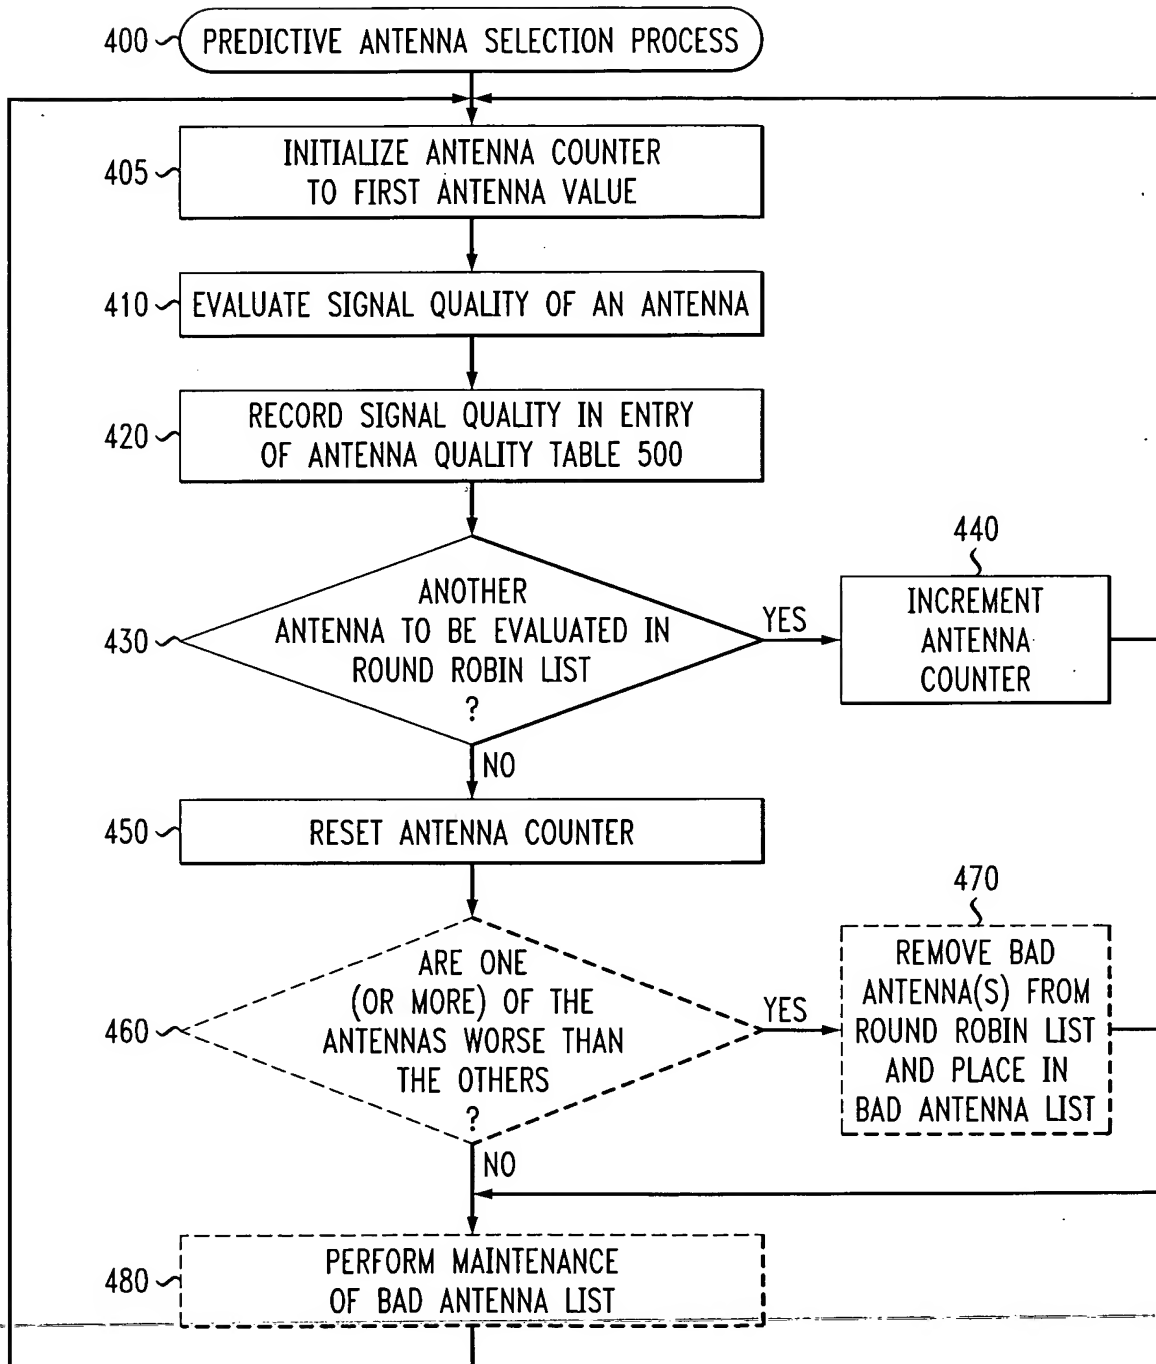 400
PREDICTIVE ANTENNA SELECTION PROCESS
405
INITIALIZE ANTENNA COUNTER
TO FIRST ANTENNA VALUE
410
EVALUATE SIGNAL QUALITY OF AN ANTENNA
420
RECORD SIGNAL QUALITY IN ENTRY
OF ANTENNA QUALITY TABLE 500
430
ANOTHER
ANTENNA TO BE EVALUATED IN
ROUND ROBIN LIST
?
YES
440
INCREMENT
ANTENNA
COUNTER
NO
450
RESET ANTENNA COUNTER
460
ARE ONE
(OR MORE) OF THE
ANTENNAS WORSE THAN
THE OTHERS
?
YES
470
REMOVE BAD
ANTENNA(S) FROM
ROUND ROBIN LIST
AND PLACE IN
BAD ANTENNA LIST
NO
480
PERFORM MAINTENANCE
OF BAD ANTENNA LIST